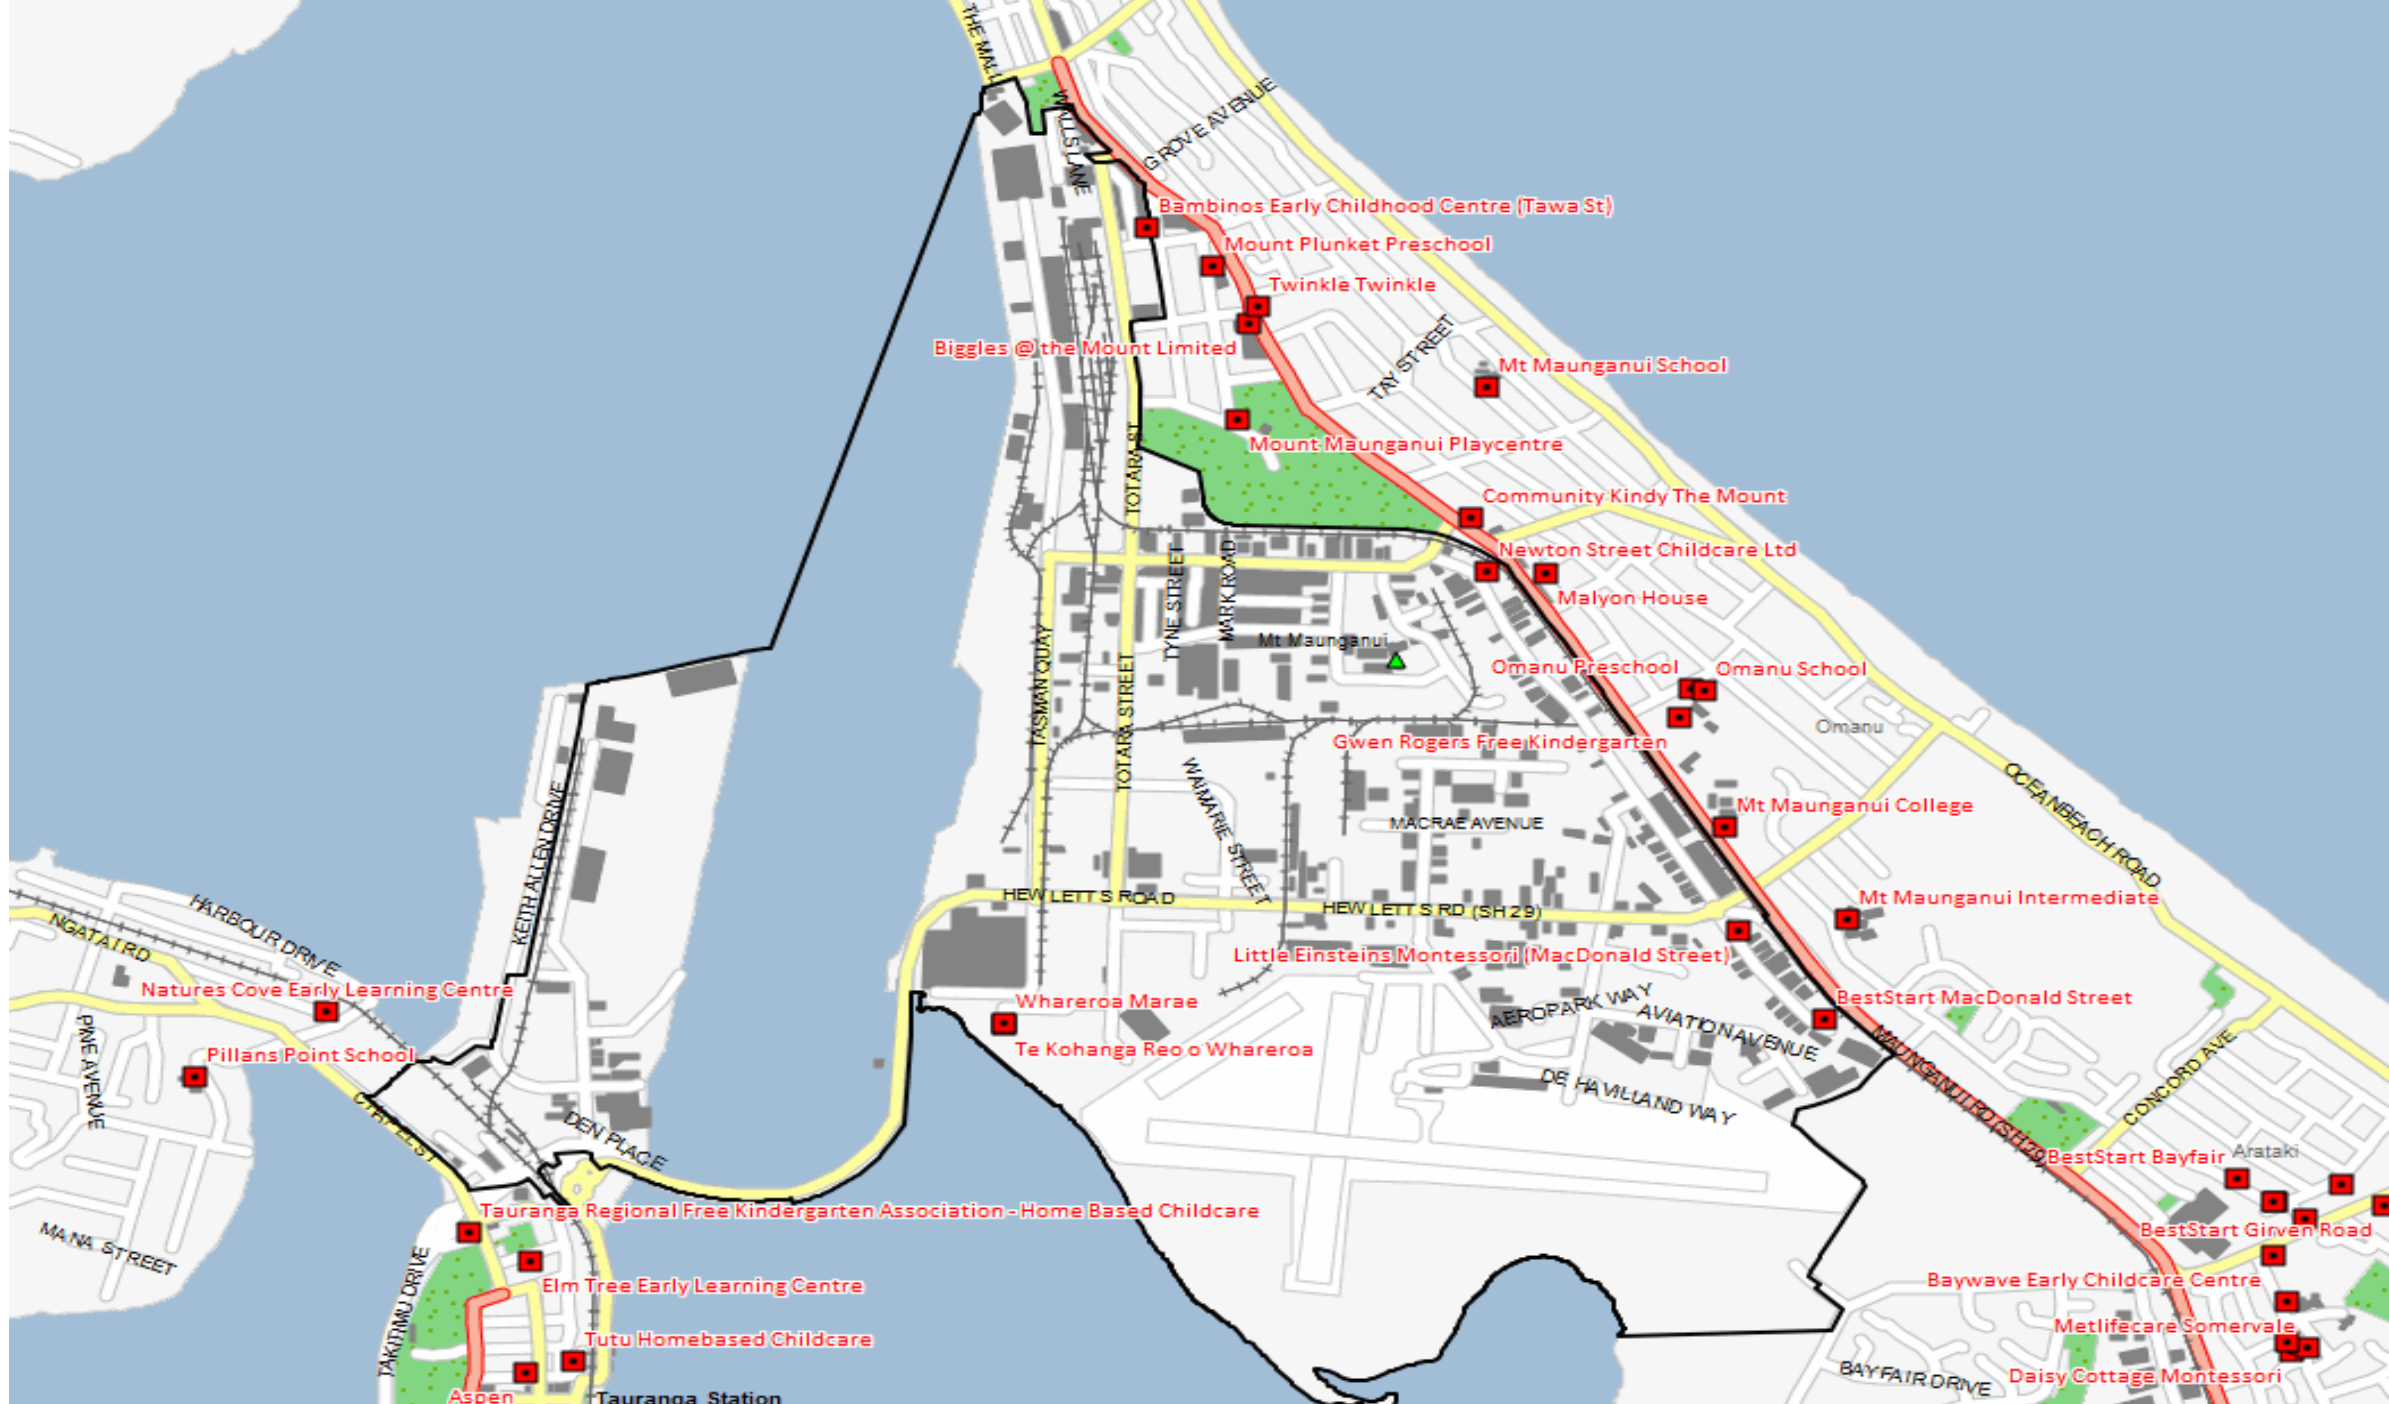 THE MALL
WALLS LANE
GROVE AVENUE
Bambinos Early Childhood Centre (Tawa St)
Mount Plunket Preschool
Twinkle Twinkle
Biggles @ the Mount Limited
TAY STREET
Mt Maunganui School
TOTARA ST
Mount Maunganui Playcentre
Community Kindy The Mount
Newton Street Childcare Ltd
Malyon House
TYNE STREET
MARK ROAD
Mt Maunganui
TASMAN QUAY
TOTARA STREET
Omanu Preschool
Omanu School
Omanu
Gwen Rogers Free Kindergarten
WAIMARIE STREET
MACRAE AVENUE
Mt Maunganui College
OCEANBEACH ROAD
KEITH ALLEN DRIVE
HEWLETTS ROAD
HEWLETTS RD (SH 29)
Mt Maunganui Intermediate
HARBOUR DRIVE
NGATAI RD
Little Einsteins Montessori (MacDonald Street)
Natures Cove Early Learning Centre
Whareroa Marae
BestStart MacDonald Street
AEROPARK WAY
AVIATION AVENUE
Te Kohanga Reo o Whareroa
Pillans Point School
PINE AVENUE
DE HAVILLAND WAY
MAUNGANUI RD (SH 29)
CONCORD AVE
CHAPEL ST
DEN PLACE
BestStart Bayfair
Arataki
Tauranga Regional Free Kindergarten Association - Home Based Childcare
BestStart Girven Road
MANA STREET
TAKITIMU DRIVE
Elm Tree Early Learning Centre
Baywave Early Childcare Centre
Metlifecare Somervale
Tutu Homebased Childcare
BAYFAIR DRIVE
Daisy Cottage Montessori
Aspen
Tauranga Station